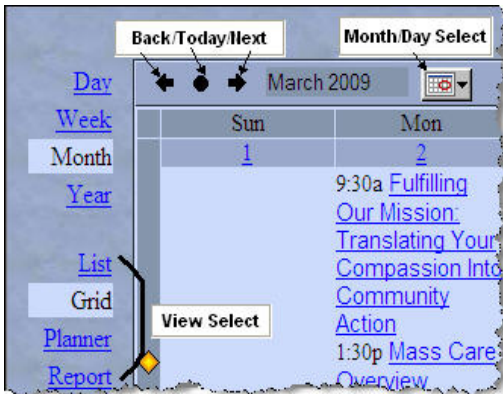 Back/Today/Next
Month/Day Select
Day
March 2009
Week
Sun
Mon
Month
1
2
Year
9:30a Fulfilling
Our Mission:
Translating Your
Compassion Into
Community
Action
1:30p Mass Care
Overview
List
Grid
Planner
Report
View Select